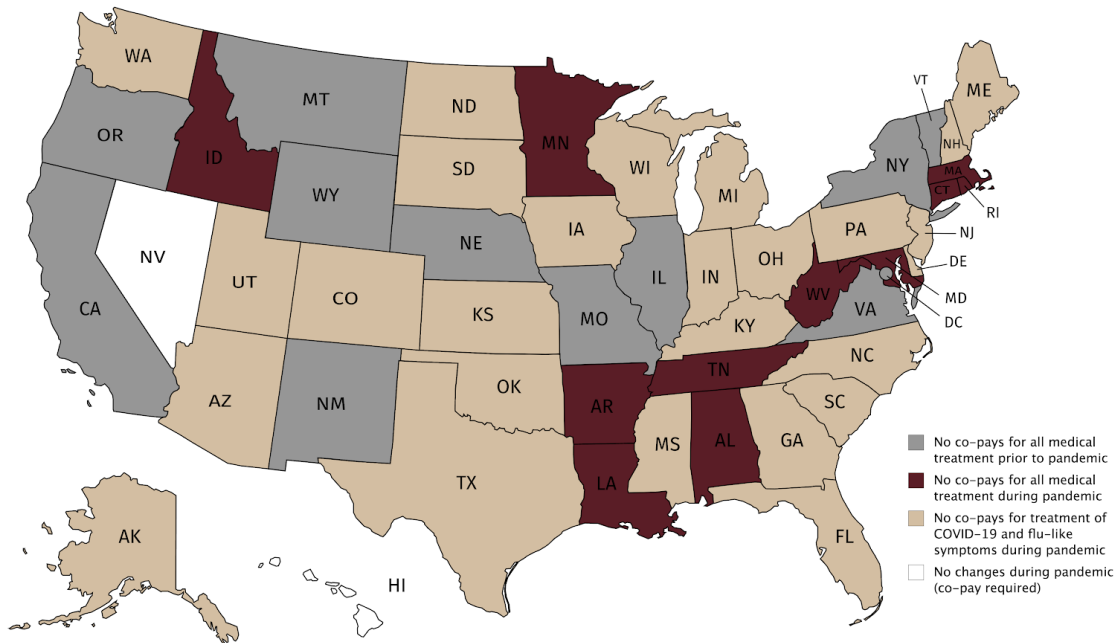 WA
MT
ND
MN
VT
ME
OR
ID
SD
WI
NH
NY
MA
CT
RI
WY
MI
IA
PA
NJ
NE
NV
UT
IL
IN
OH
DE
CO
CA
KS
MO
WV
VA
MD
DC
KY
NC
TN
AZ
NM
OK
AR
SC
MS
AL
GA
TX
LA
FL
AK
HI
No co-pays for all medical
treatment prior to pandemic
No co-pays for all medical
treatment during pandemic
No co-pays for treatment of
COVID-19 and flu-like
symptoms during pandemic
No changes during pandemic
(co-pay required)